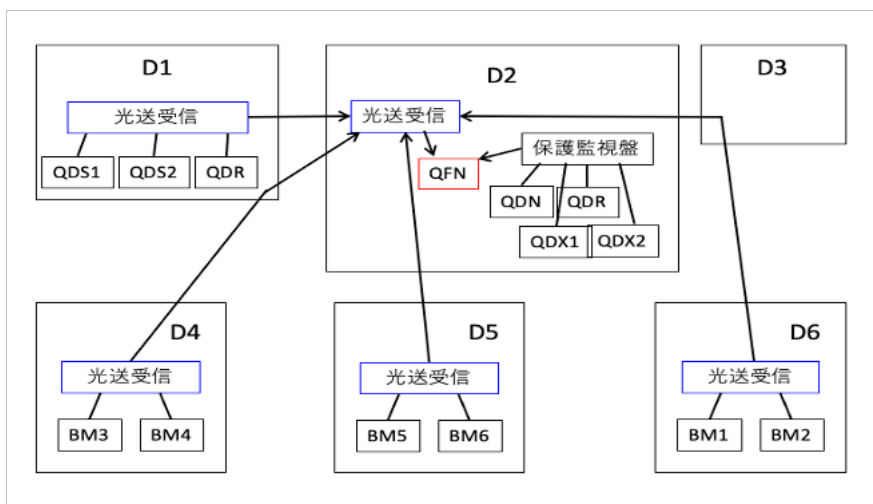 D1
光送受信
QDS1
QDS2
QDR
D2
光送受信
保護監視盤
QFN
QDN
QDR
QDX1
QDX2
D3
D4
光送受信
BM3
BM4
D5
光送受信
BM5
BM6
D6
光送受信
BM1
BM2